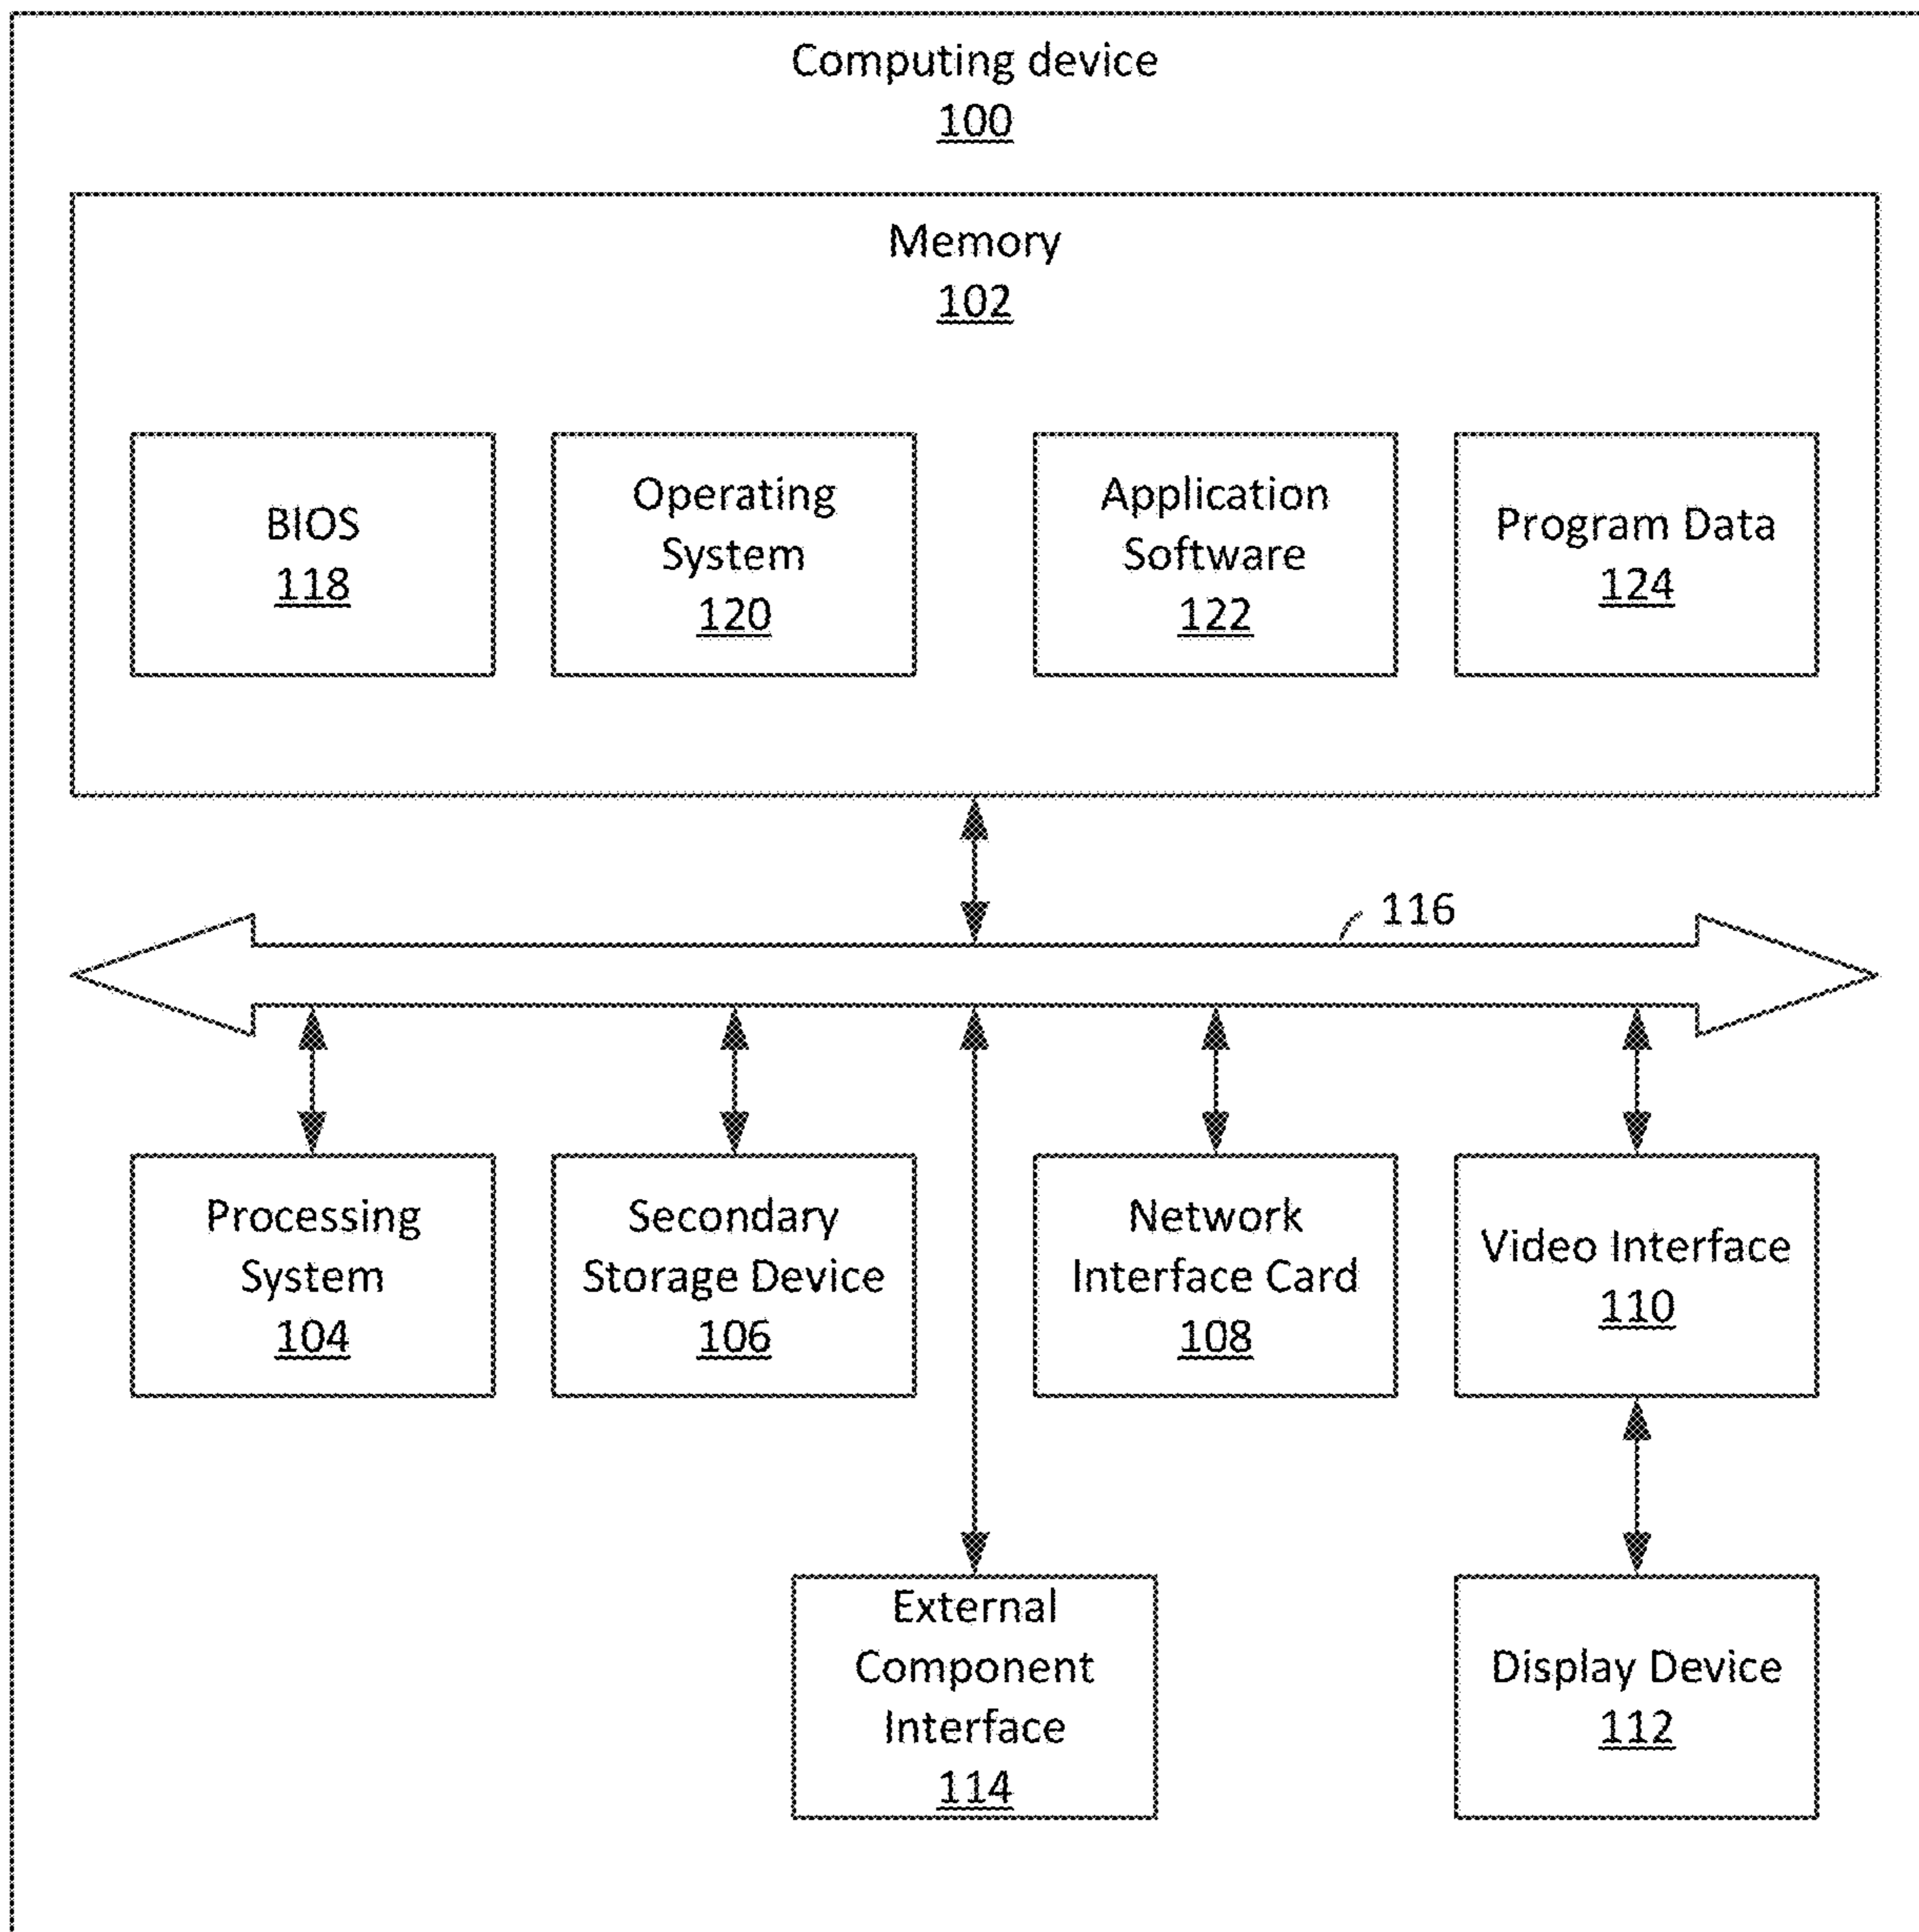 Computing device
100
Memory
102
BIOS
118
Operating
System
120
Application
Software
122
Program Data
124
116
Processing
System
104
Secondary
Storage Device
106
Network
Interface Card
108
Video Interface
110
External
Component
Interface
114
Display Device
112